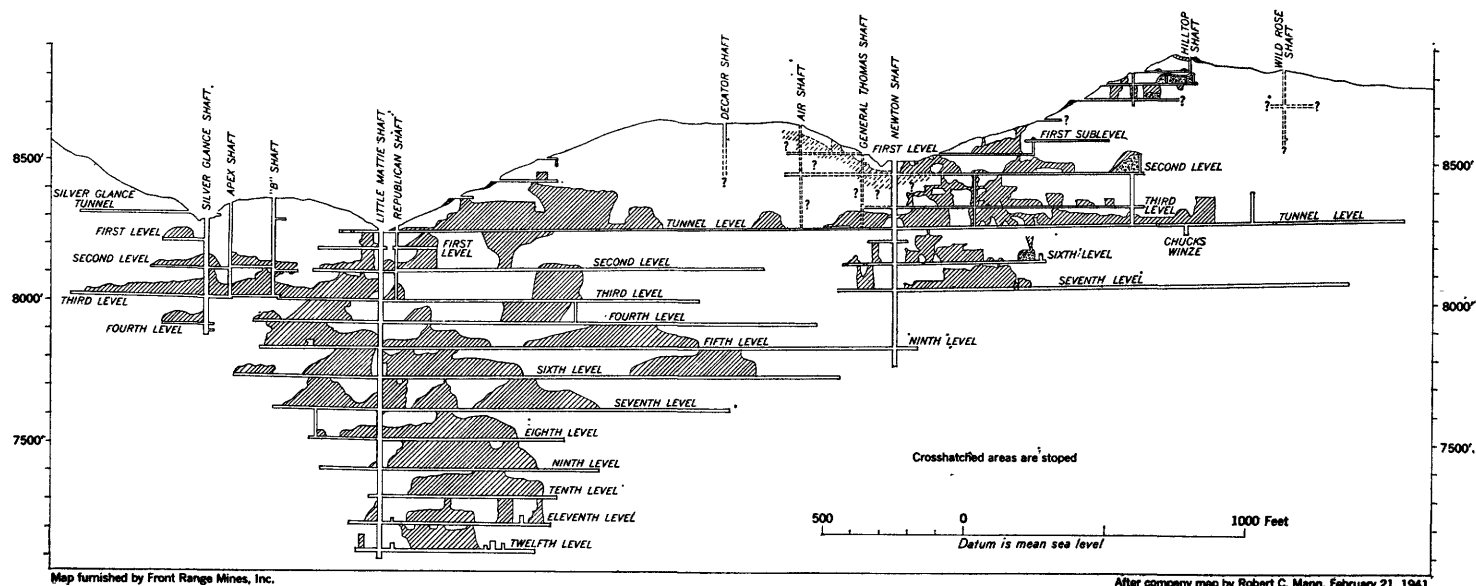 SILVER GLANCE SHAFT
APEX SHAFT
"B" SHAFT
LITTLE MATTIE SHAFT
REPUBLICAN SHAFT
DECATOR SHAFT
AIR SHAFT
GENERAL THOMAS SHAFT
NEWTON SHAFT
HILLTOP
SHAFT
WILD ROSE
SHAFT
8500'
8000'
7500'
8500'
8000'
7500'
SILVER GLANCE
TUNNEL
FIRST LEVEL
SECOND LEVEL
THIRD LEVEL
FOURTH LEVEL
TUNNEL LEVEL
FIRST
LEVEL
SECOND LEVEL
THIRD LEVEL
FOURTH LEVEL
FIFTH LEVEL
SIXTH LEVEL
SEVENTH LEVEL
EIGHTH LEVEL
NINTH LEVEL
TENTH LEVEL
ELEVENTH LEVEL
TWELFTH LEVEL
FIRST LEVEL
FIRST SUBLEVEL
SECOND LEVEL
THIRD
LEVEL
TUNNEL LEVEL
CHUCKS
WINZE
SIXTH LEVEL
SEVENTH LEVEL
NINTH LEVEL
? ? ? ? ? ? ? ? ? ? ?
Crosshatched areas are stoped
500 0 1000 Feet
Datum is mean sea level
Map furnished by Front Range Mines, Inc.
After company map by Robert C. Mann, February 21, 1941